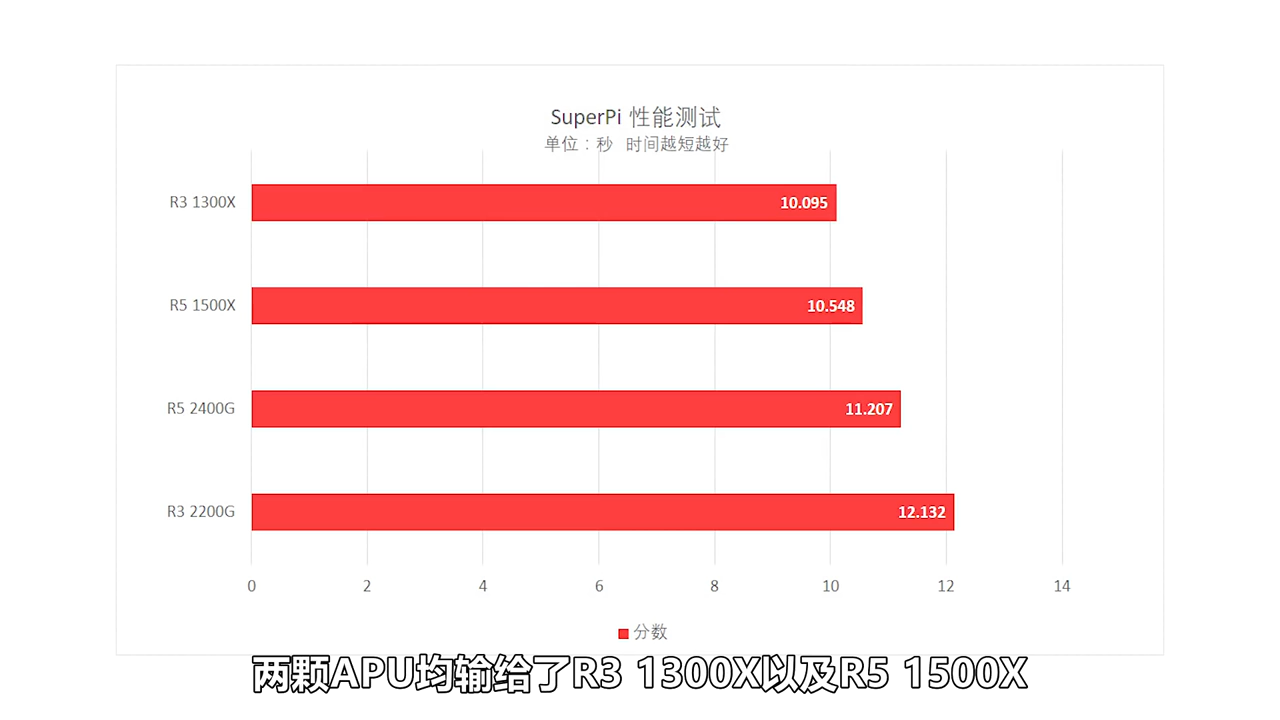 SuperPi 性能测试
单位：秒 时间越短越好
R3 1300X 10.095
R5 1500X 10.548
R5 2400G 11.207
R3 2200G 12.132
0 2 4 6 8 10 12 14
分数
两颗APU均输给了R3 1300X以及R5 1500X